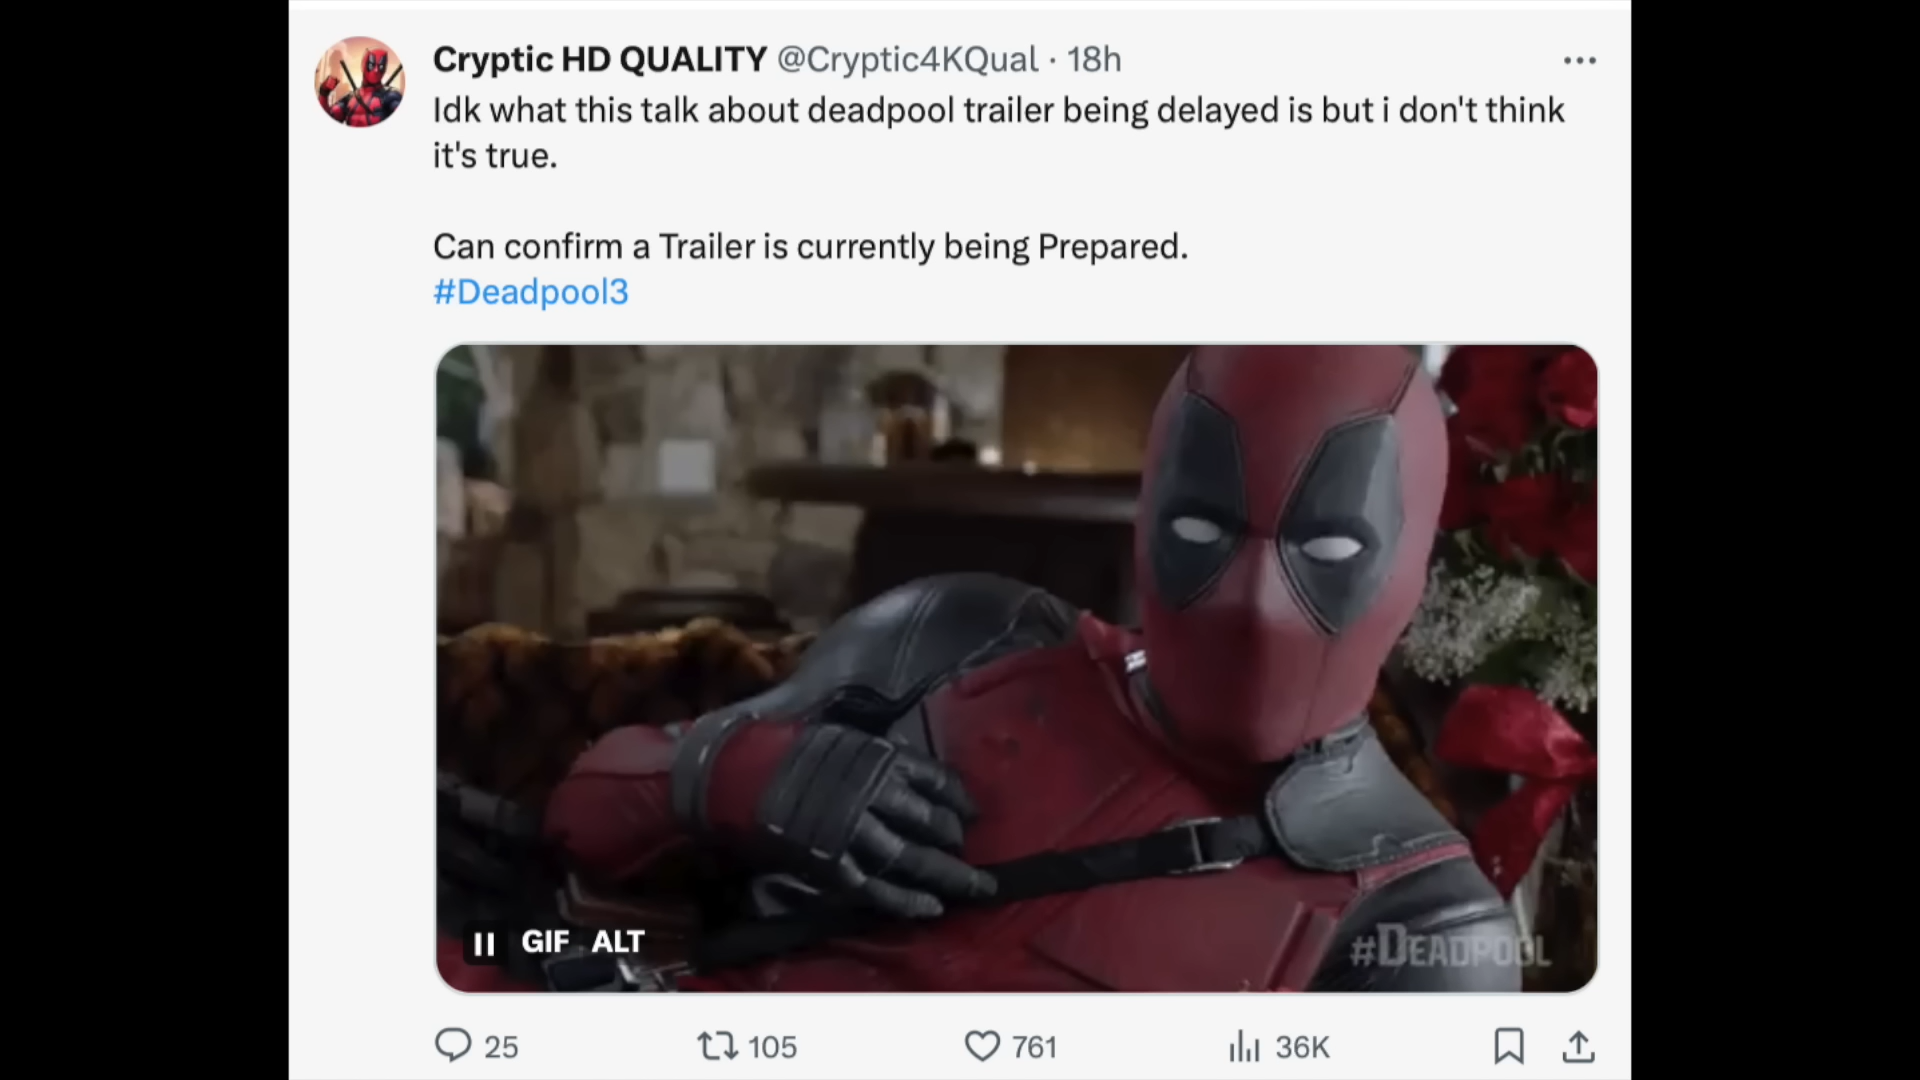 Cryptic HD QUALITY @Cryptic4KQual · 18h
Idk what this talk about deadpool trailer being delayed is but i don't think
it's true.
Can confirm a Trailer is currently being Prepared.
#Deadpool3
GIF ALT
#DEADPOOL
25 105 761 36K